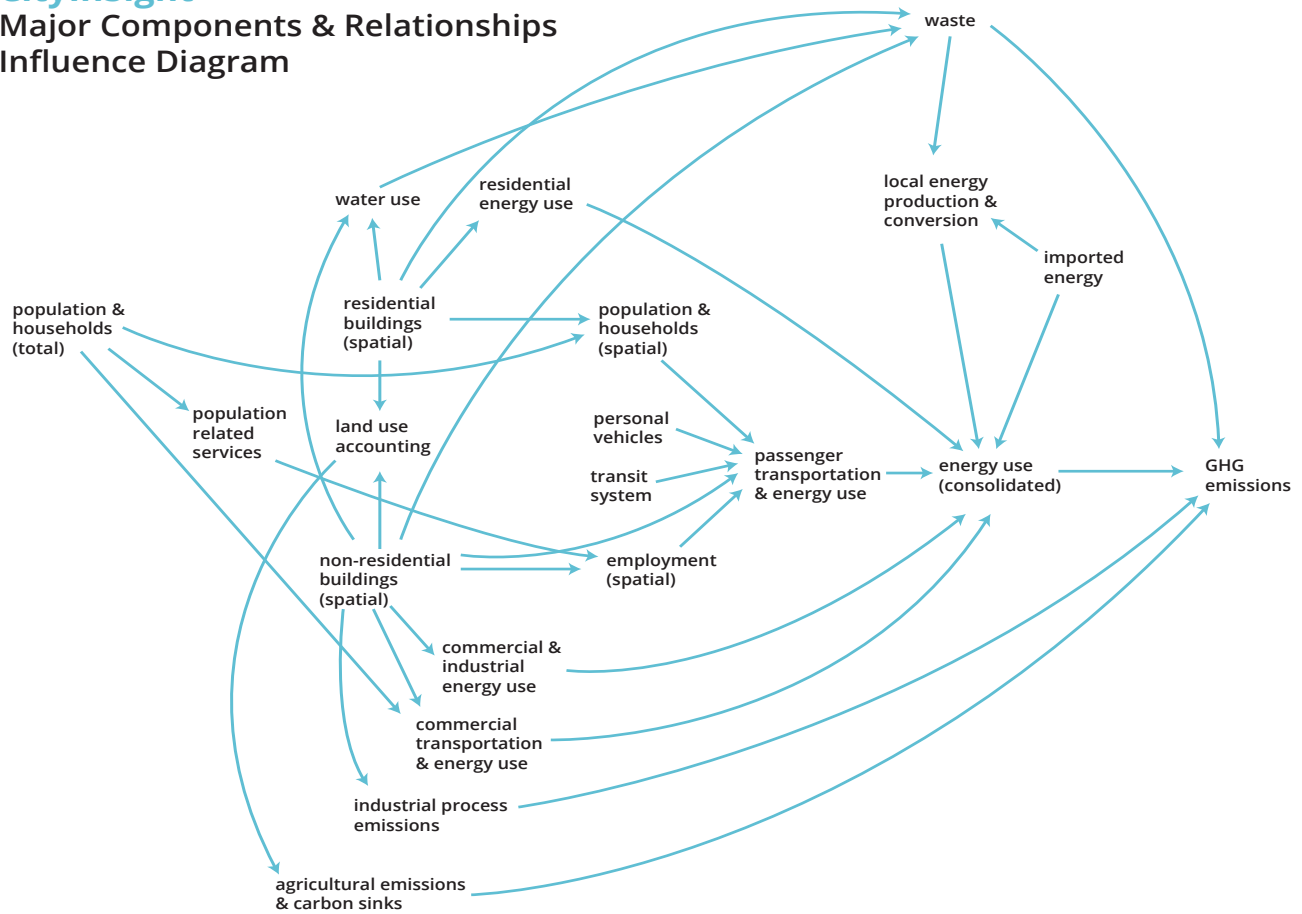 Major Components & Relationships
Influence Diagram
waste
residential
energy use
water use
local energy
production &
conversion
imported
energy
population &
households
(total)
residential
buildings
(spatial)
population &
households
(spatial)
population
related
services
land use
accounting
personal
vehicles
transit
system
passenger
transportation
& energy use
energy use
(consolidated)
GHG
emissions
non-residential
buildings
(spatial)
employment
(spatial)
commercial &
industrial
energy use
commercial
transportation
& energy use
industrial process
emissions
agricultural emissions
& carbon sinks